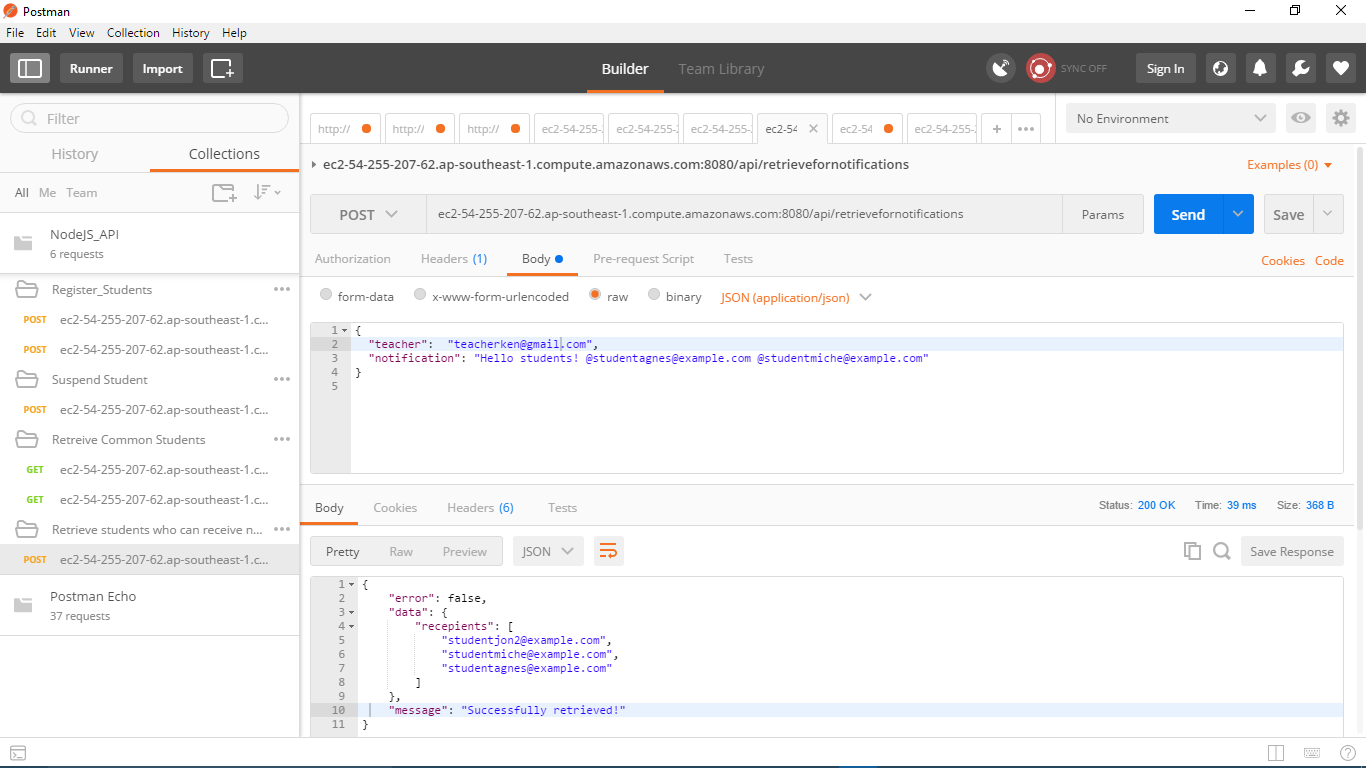 Postman
File Edit View Collection History Help
Runner Import Builder Team Library SYNC OFF Sign In
Filter
History Collections
All Me Team
NodeJS_API
6 requests
Register_Students
POST ec2-54-255-207-62.ap-southeast-1.c...
POST ec2-54-255-207-62.ap-southeast-1.c...
Suspend Student
POST ec2-54-255-207-62.ap-southeast-1.c...
Retreive Common Students
GET ec2-54-255-207-62.ap-southeast-1.c...
GET ec2-54-255-207-62.ap-southeast-1.c...
Retrieve students who can receive n...
POST ec2-54-255-207-62.ap-southeast-1.c...
Postman Echo
37 requests
http:// http:// http:// ec2-54-255-: ec2-54-255-: ec2-54-255-: ec2-54 ec2-54 ec2-54-255-: + •••
No Environment
ec2-54-255-207-62.ap-southeast-1.compute.amazonaws.com:8080/api/retrievefornotifications Examples (0)
POST ec2-54-255-207-62.ap-southeast-1.compute.amazonaws.com:8080/api/retrievefornotifications Params Send Save
Authorization Headers (1) Body Pre-request Script Tests Cookies Code
form-data x-www-form-urlencoded raw binary JSON (application/json)
1 {
2 "teacher": "teacherken@gmail.com",
3 "notification": "Hello students! @studentagnes@example.com @studentmiche@example.com"
4 }
5
Body Cookies Headers (6) Tests Status: 200 OK Time: 39 ms Size: 368 B
Pretty Raw Preview JSON Save Response
1 {
2 "error": false,
3 "data": {
4 "recepients": [
5 "studentjon2@example.com",
6 "studentmiche@example.com",
7 "studentagnes@example.com"
8 ]
9 },
10 "message": "Successfully retrieved!"
11 }